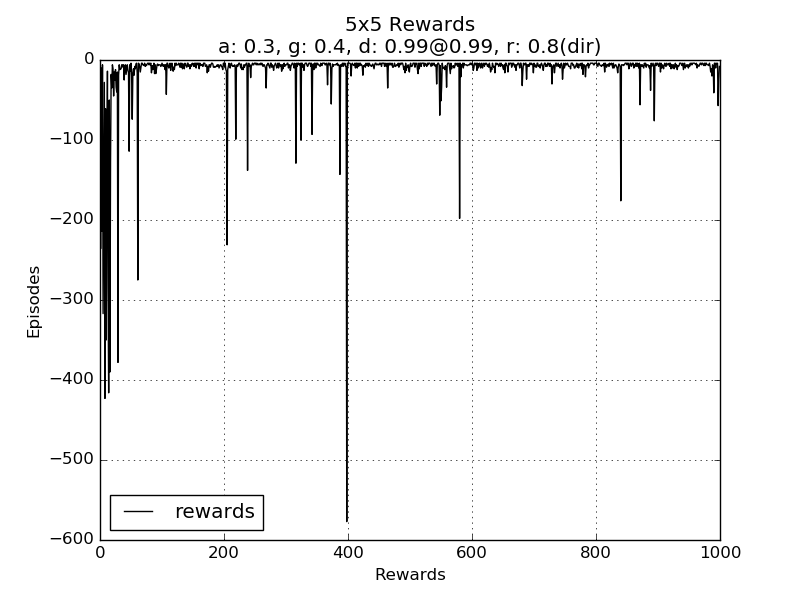 5x5 Rewards
a: 0.3, g: 0.4, d: 0.99@0.99, r: 0.8(dir)
0
−100
−200
−300
−400
−500
−600
Episodes
rewards
0 200 400 600 800 1000
Rewards